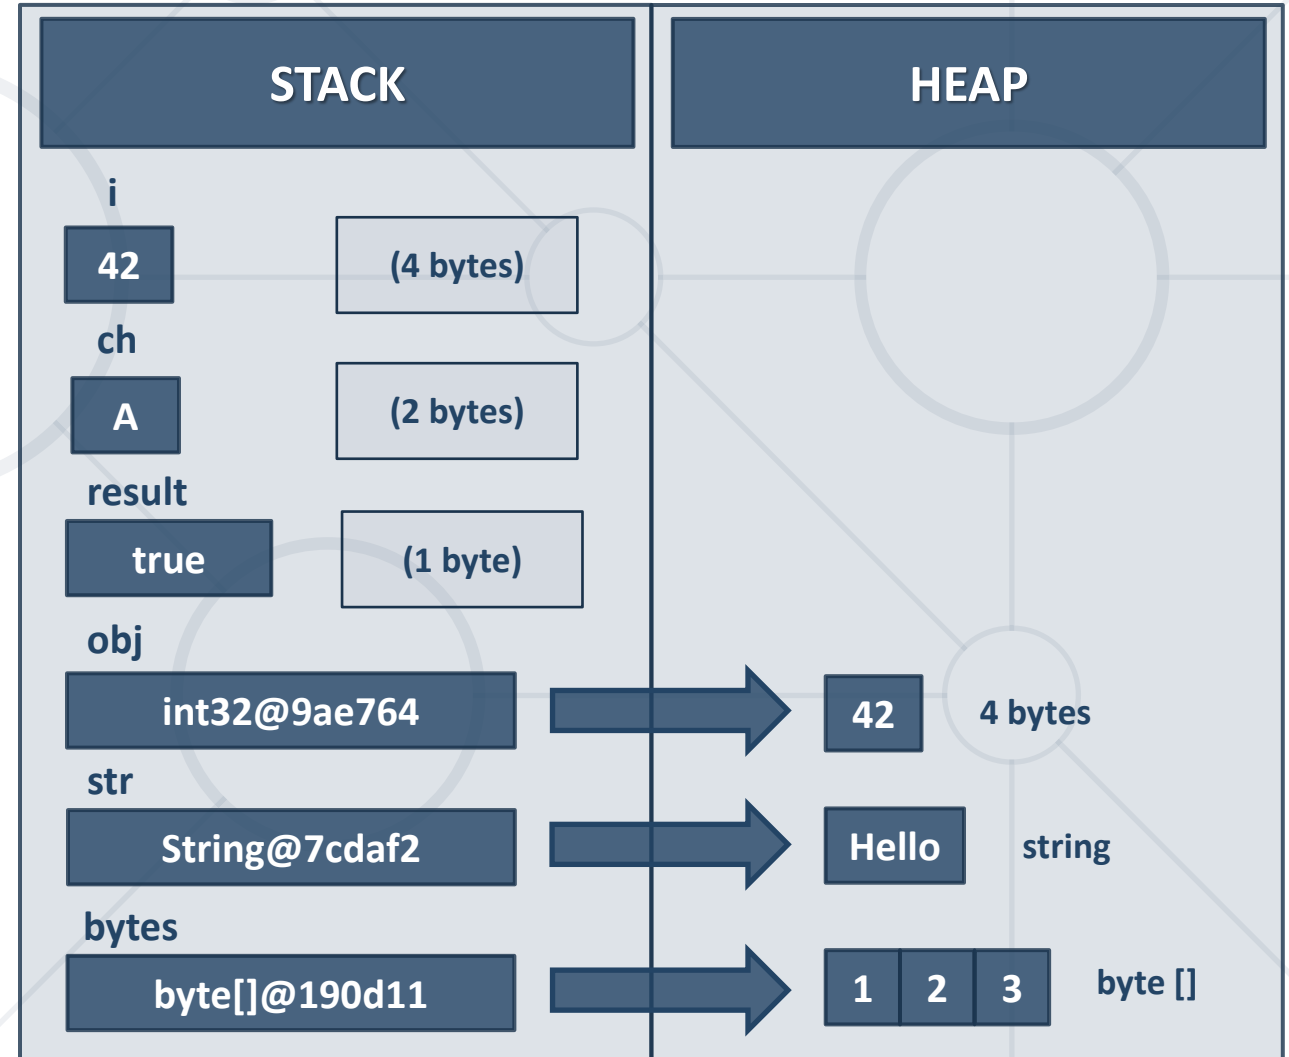 STACK
HEAP
i
42
(4 bytes)
ch
A
(2 bytes)
result
true
(1 byte)
obj
int32@9ae764
42
4 bytes
str
String@7cdaf2
Hello
string
bytes
byte[]@190d11
1 2 3
byte []